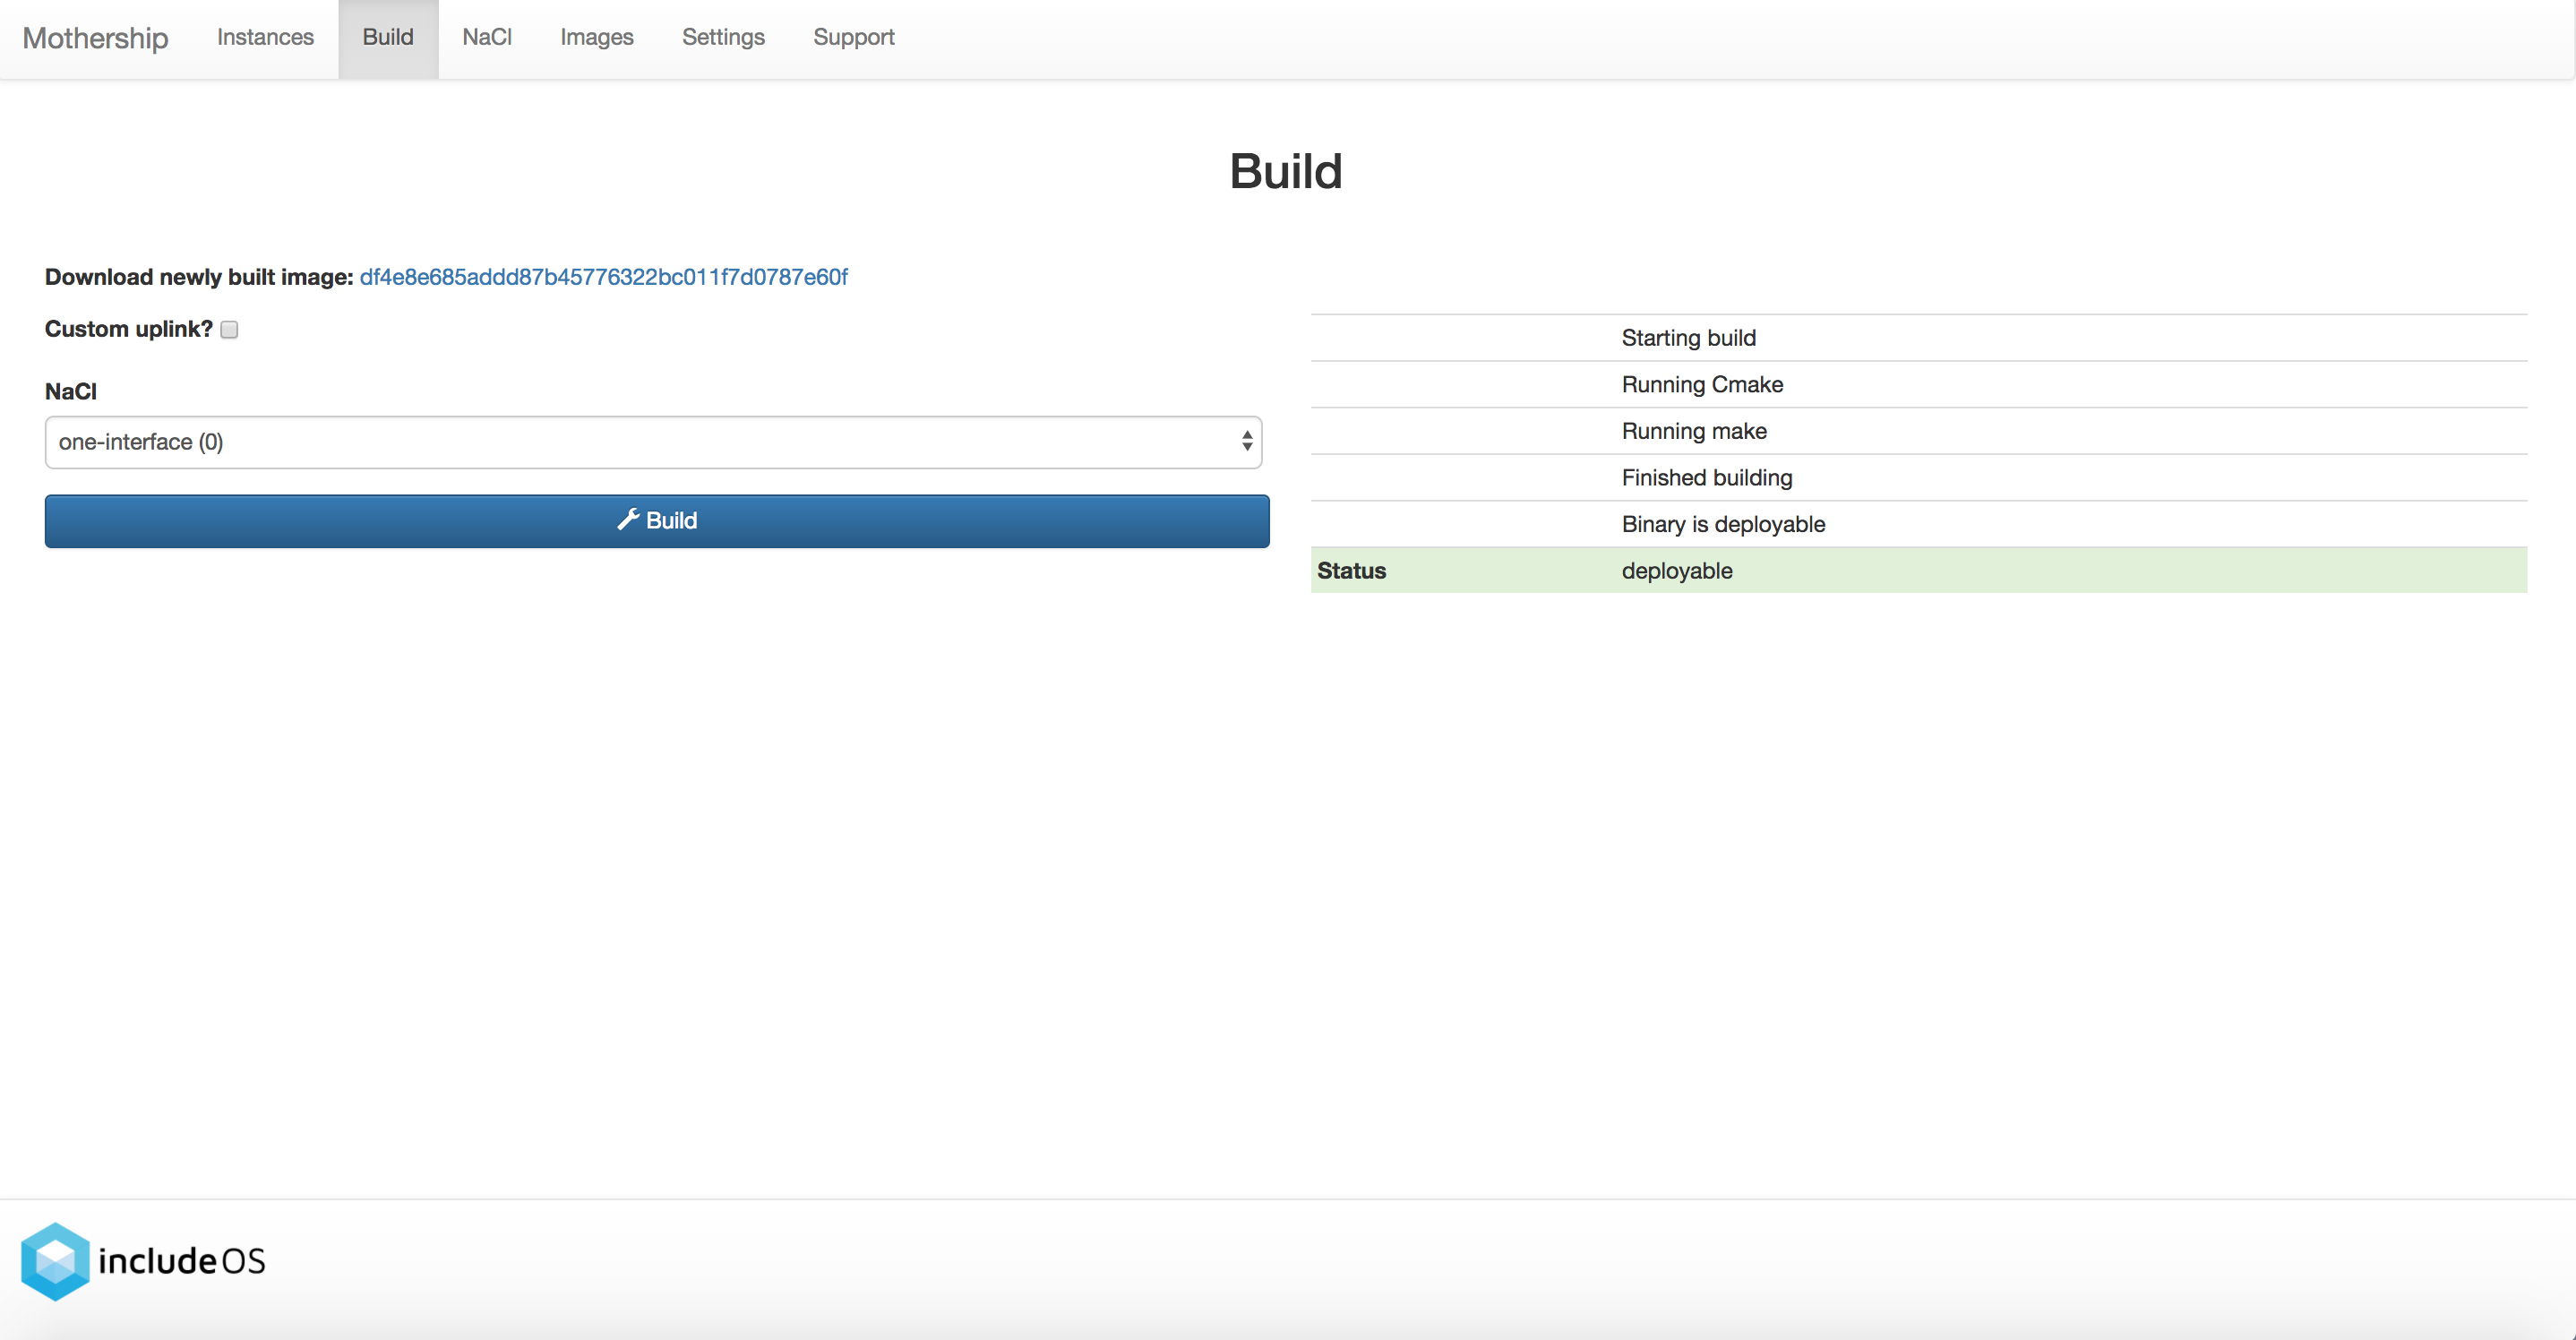 Mothership Instances Build NaCl Images Settings Support
Build
Download newly built image: df4e8e685addd87b45776322bc011f7d0787e60f
Custom uplink?
NaCl
one-interface (0)
Build
Starting build
Running Cmake
Running make
Finished building
Binary is deployable
Status deployable
includeOS